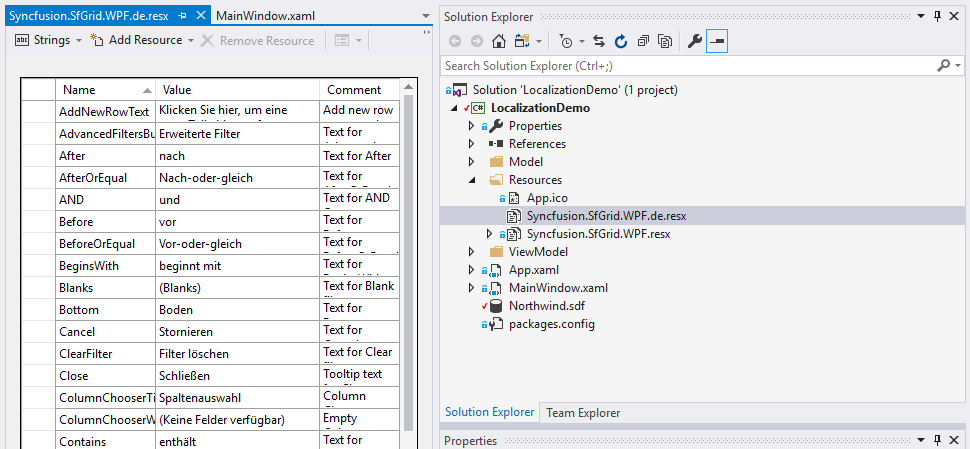 Syncfusion.SfGrid.WPF.de.resx
MainWindow.xaml
Strings
Add Resource
Remove Resource
Name Value Comment
AddNewRowText Klicken Sie hier, um eine Add new row
AdvancedFiltersBu Erweiterte Filter Text for
After nach Text for After
AfterOrEqual Nach-oder-gleich Text for
AND und Text for AND
Before vor Text for
BeforeOrEqual Vor-oder-gleich Text for
BeginsWith beginnt mit Text for
Blanks (Blanks) Text for Blank
Bottom Boden Text for
Cancel Stornieren Text for
ClearFilter Filter löschen Text for Clear
Close Schließen Tooltip text
ColumnChooserTi Spaltenauswahl Column
ColumnChooserW (Keine Felder verfügbar) Empty
Contains enthält Text for
Solution Explorer
Search Solution Explorer (Ctrl+;)
Solution 'LocalizationDemo' (1 project)
C# LocalizationDemo
Properties
References
Model
Resources
App.ico
Syncfusion.SfGrid.WPF.de.resx
Syncfusion.SfGrid.WPF.resx
ViewModel
App.xaml
MainWindow.xaml
Northwind.sdf
packages.config
Solution Explorer Team Explorer
Properties